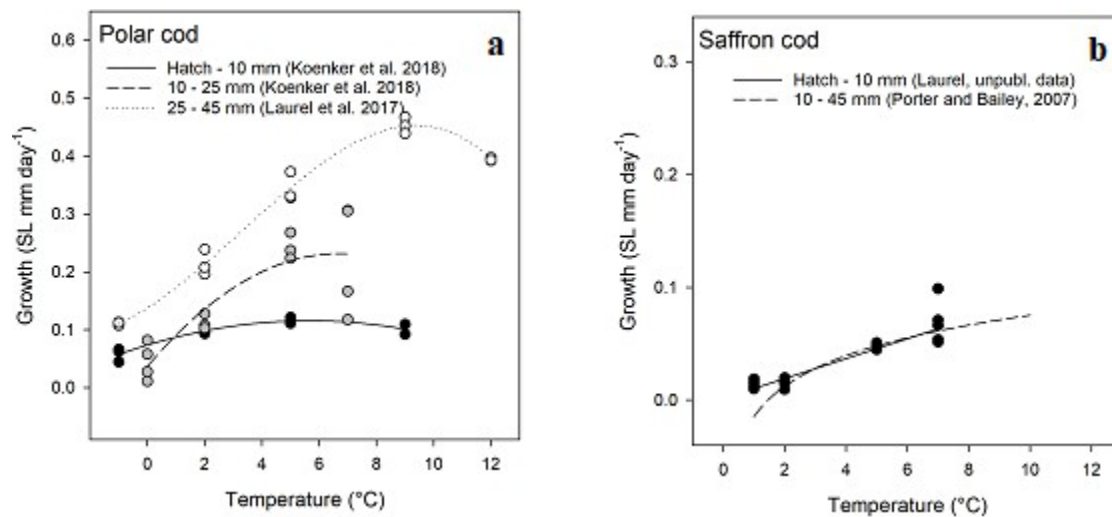 Polar cod
a
Hatch - 10 mm (Koenker et al. 2018)
10 - 25 mm (Koenker et al. 2018)
25 - 45 mm (Laurel et al. 2017)
Growth (SL mm day⁻¹)
0.6
0.5
0.4
0.3
0.2
0.1
0.0
0 2 4 6 8 10 12
Temperature (°C)
Saffron cod
b
Hatch - 10 mm (Laurel, unpubl. data)
10 - 45 mm (Porter and Bailey, 2007)
Growth (SL mm day⁻¹)
0.3
0.2
0.1
0.0
0 2 4 6 8 10 12
Temperature (°C)